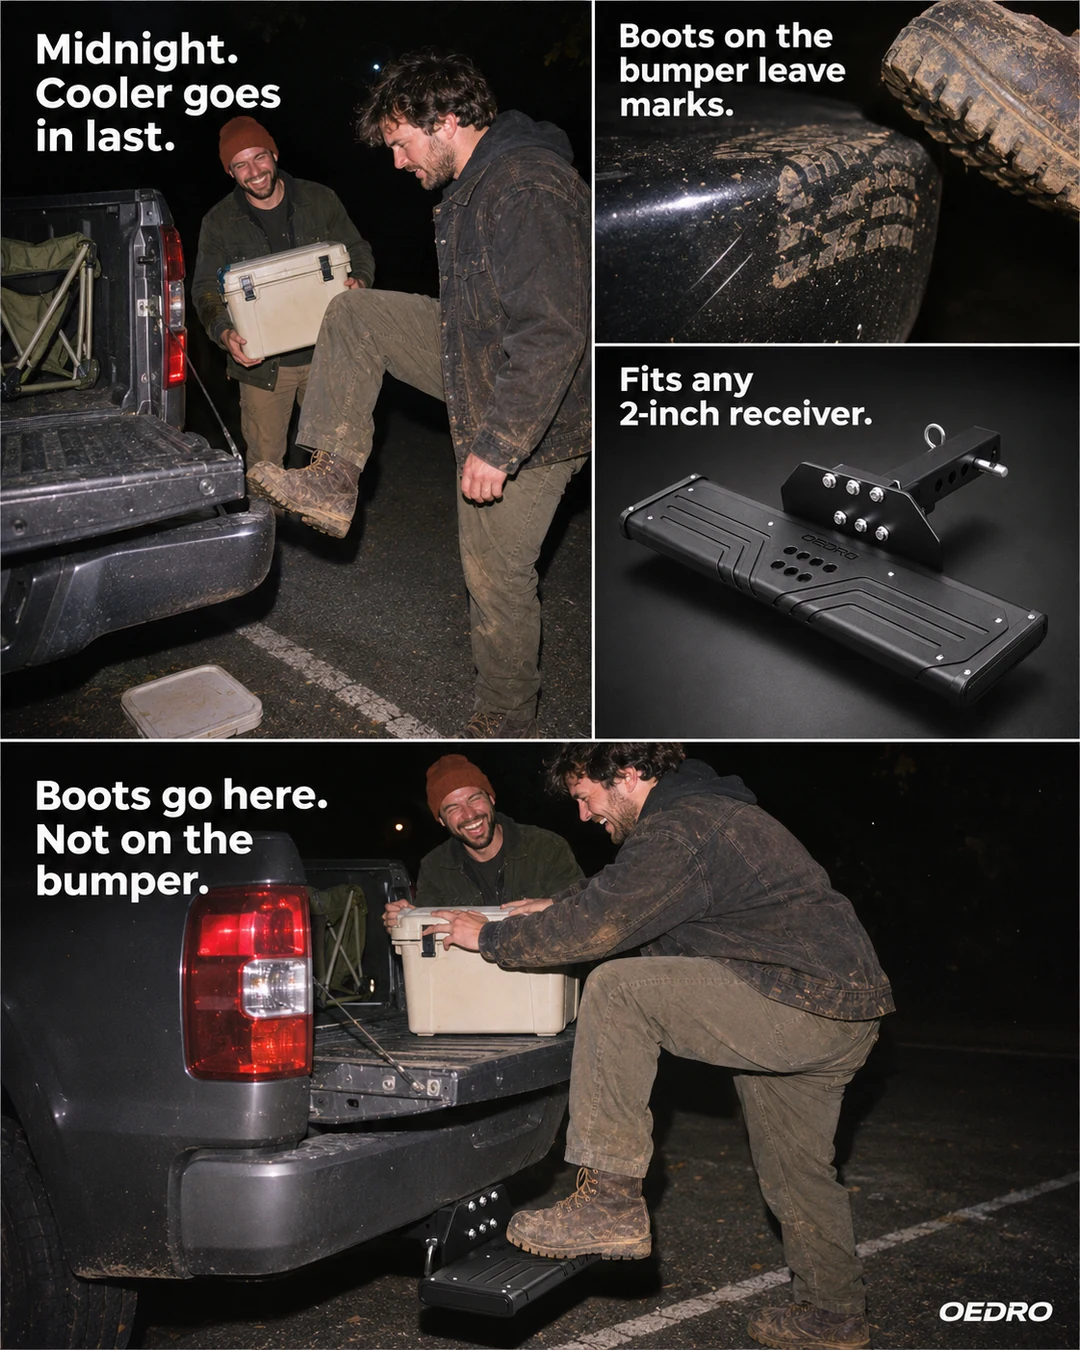 Midnight.
Cooler goes
in last.
Boots on the
bumper leave
marks.
Fits any
2-inch receiver.
OEDRO
Boots go here.
Not on the
bumper.
OEDRO